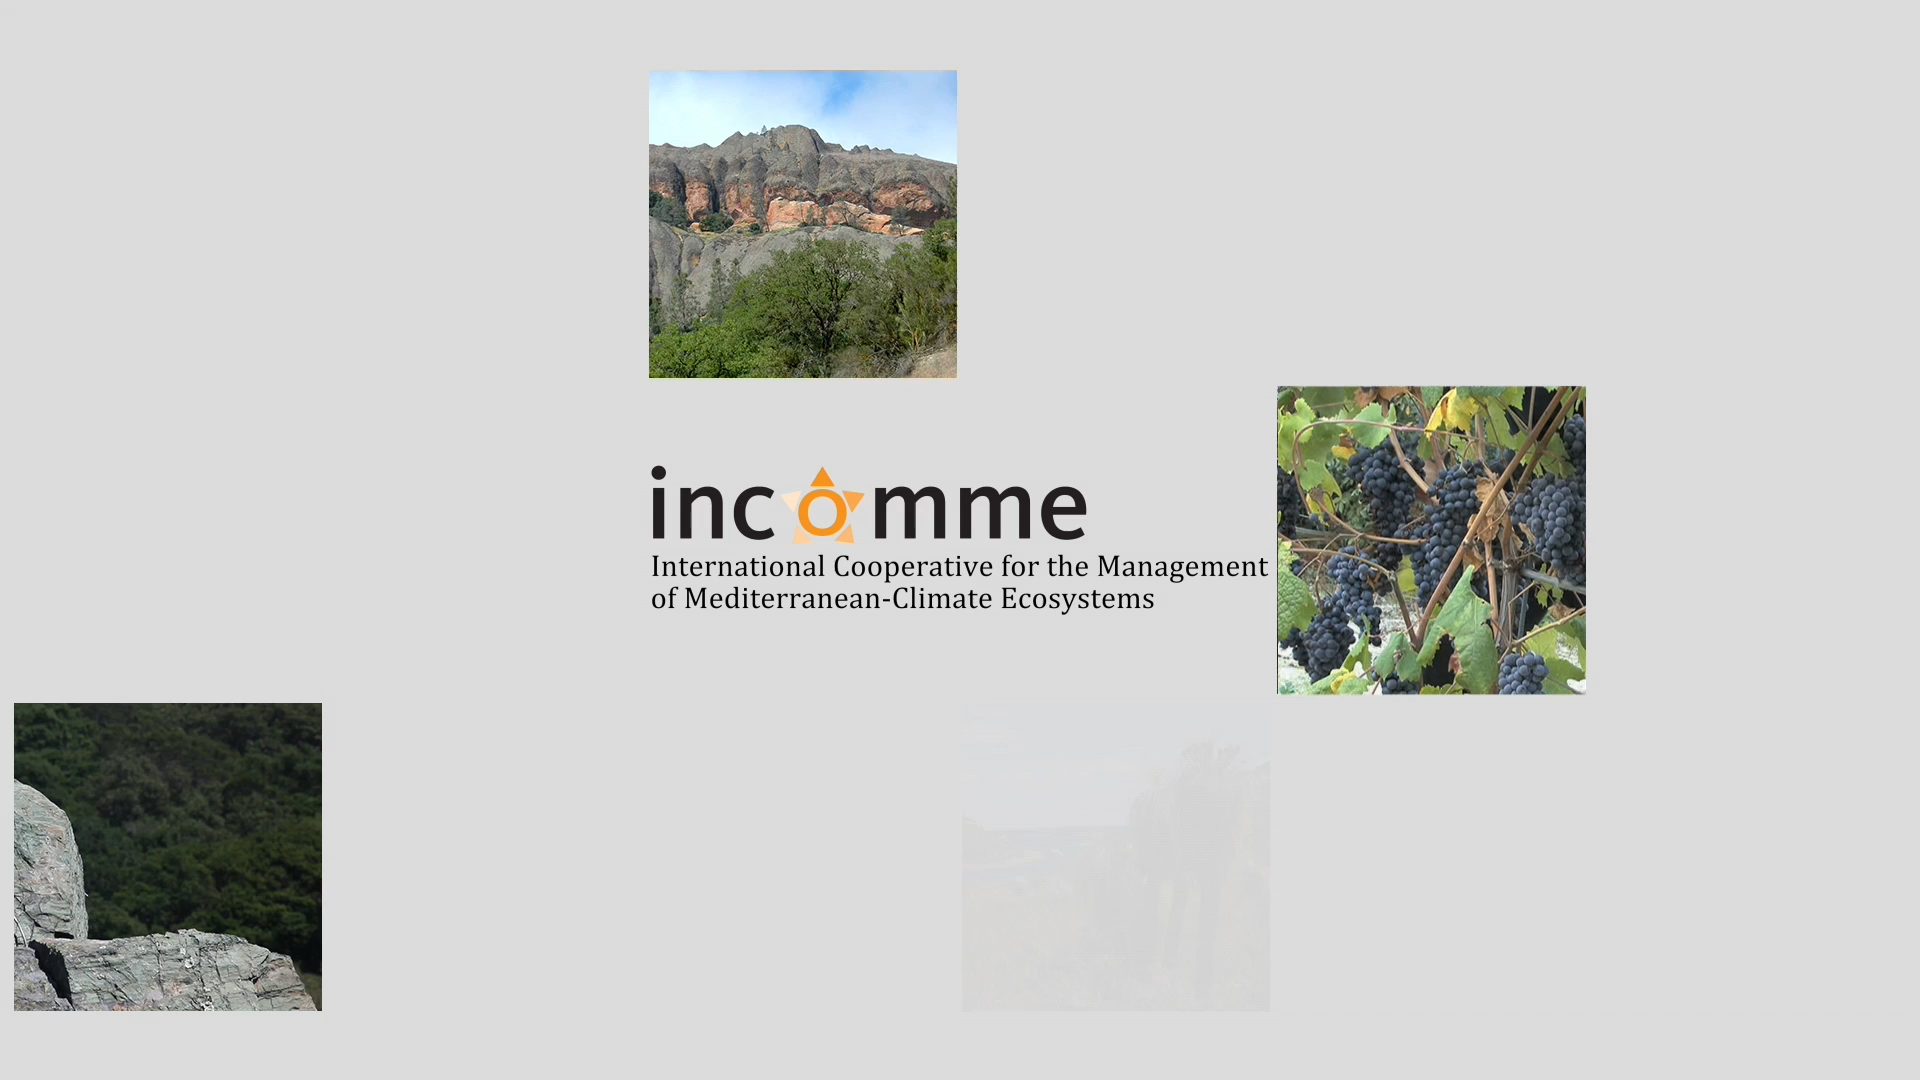 incomme
International Cooperative for the Management
of Mediterranean-Climate Ecosystems